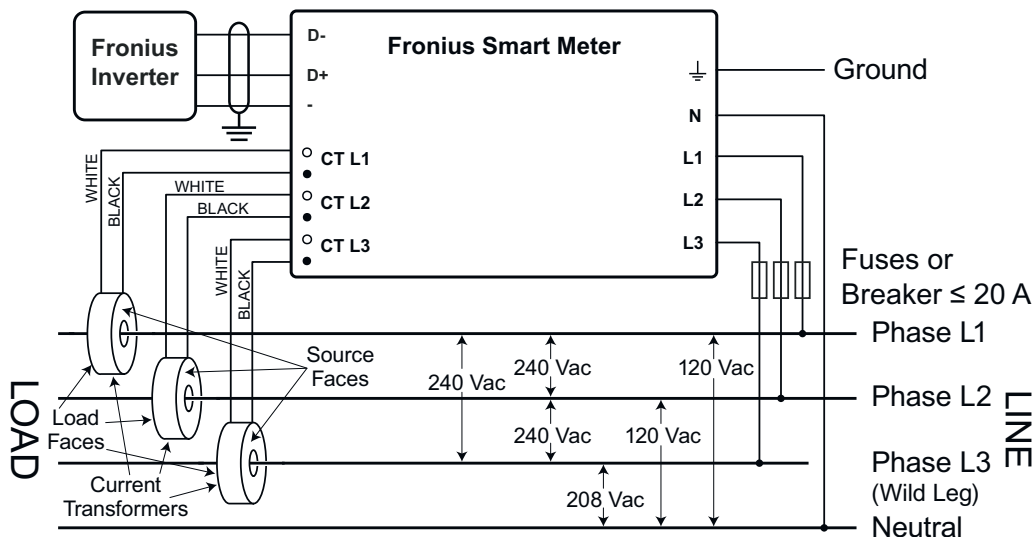 Fronius
Inverter
D-
D+
-
Fronius Smart Meter
Ground
N
CT L1
L1
CT L2
L2
CT L3
L3
WHITE
BLACK
WHITE
BLACK
WHITE
BLACK
Fuses or
Breaker ≤ 20 A
Phase L1
Source
Faces
240 Vac
240 Vac
120 Vac
LOAD
Load
Faces
Phase L2
LINE
240 Vac
120 Vac
Current
Transformers
208 Vac
Phase L3
(Wild Leg)
Neutral